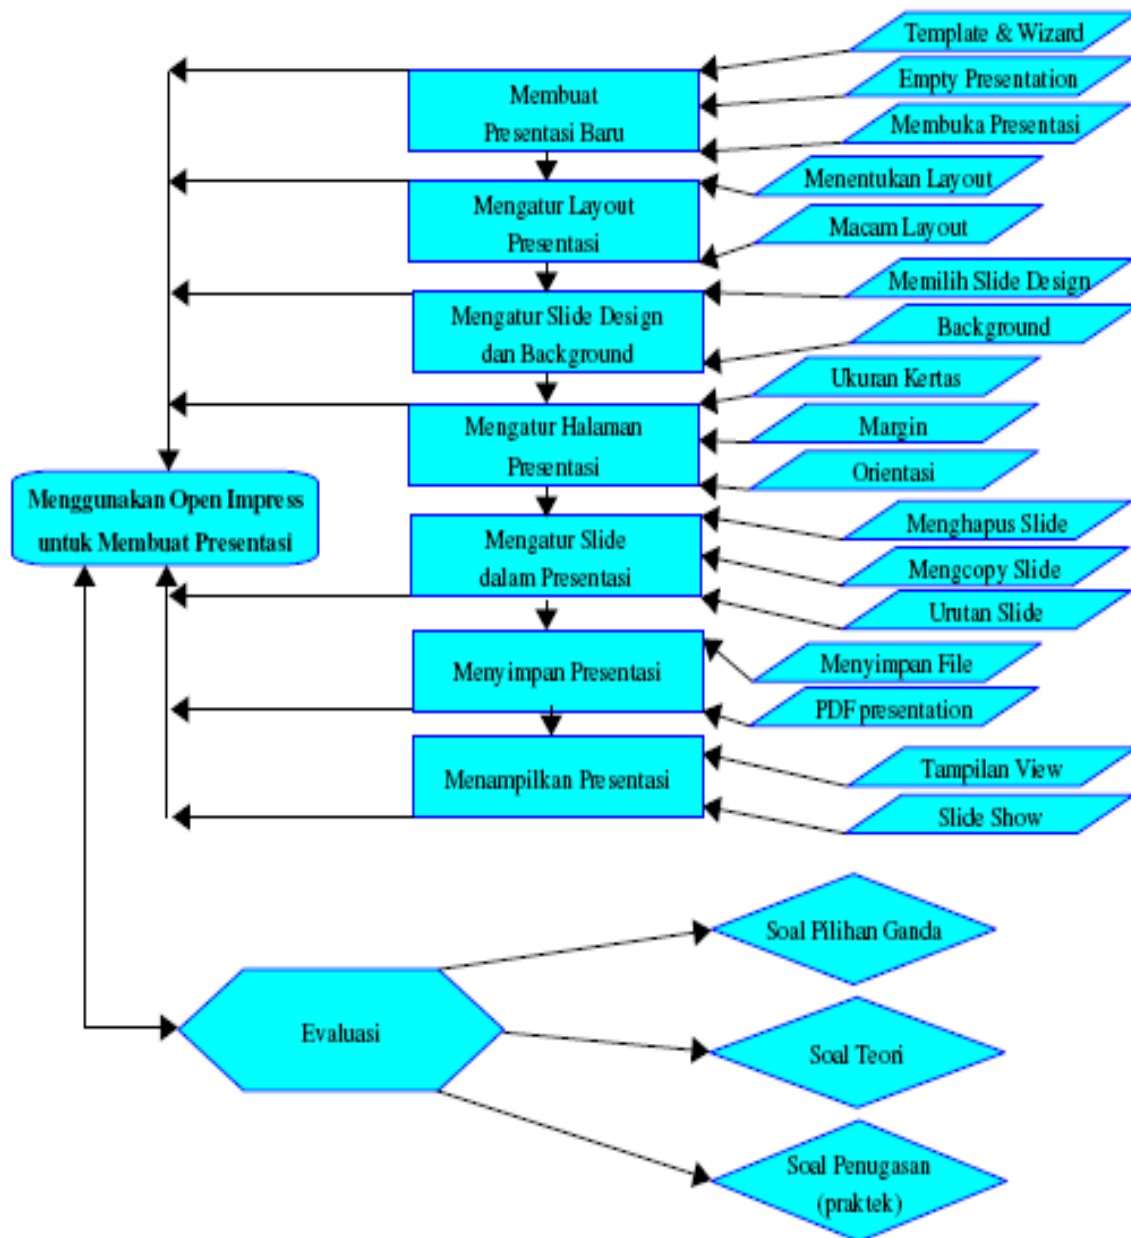 Template & Wizard
Empty Presentation
Membuka Presentasi
Membuat
Presentasi Baru
Menentukan Layout
Macam Layout
Mengatur Layout
Presentasi
Memilih Slide Design
Background
Mengatur Slide Design
dan Background
Ukuran Kertas
Margin
Orientasi
Mengatur Halaman
Presentasi
Menggunakan Open Impress
untuk Membuat Presentasi
Menghapus Slide
Mengcopy Slide
Urutan Slide
Mengatur Slide
dalam Presentasi
Menyimpan File
PDF presentation
Menyimpan Presentasi
Tampilan View
Slide Show
Menampilkan Presentasi
Soal Pilihan Ganda
Evaluasi
Soal Teori
Soal Penugasan
(praktek)